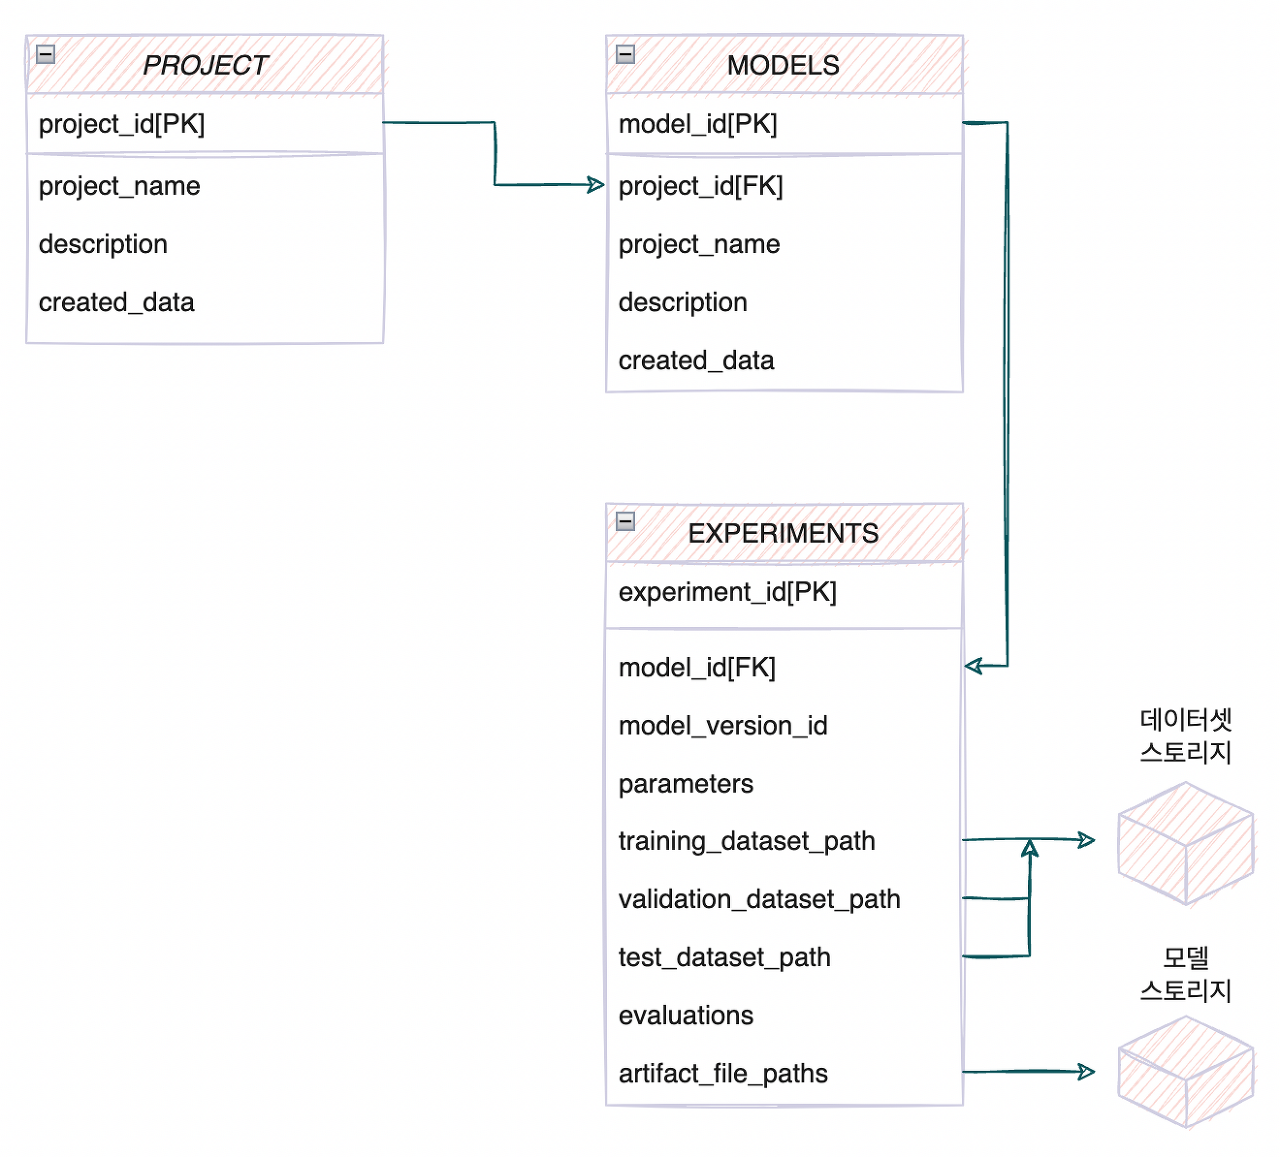 PROJECT
project_id[PK]
project_name
description
created_data
MODELS
model_id[PK]
project_id[FK]
project_name
description
created_data
EXPERIMENTS
experiment_id[PK]
model_id[FK]
model_version_id
parameters
training_dataset_path
validation_dataset_path
test_dataset_path
evaluations
artifact_file_paths
데이터셋
스토리지
모델
스토리지